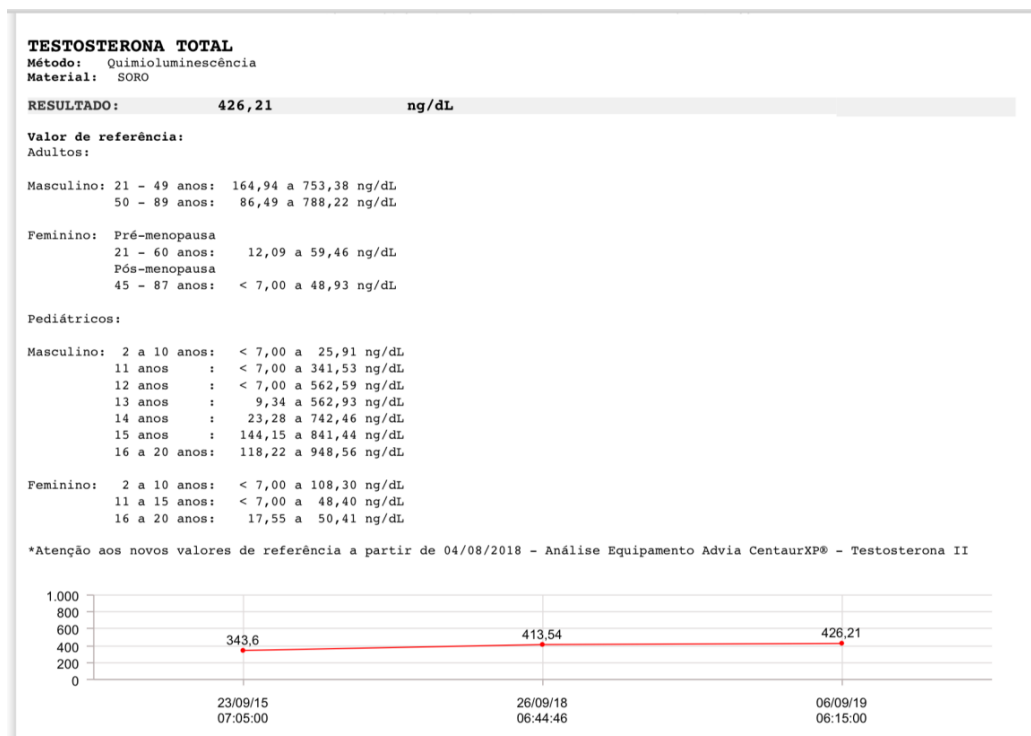 TESTOSTERONA TOTAL
Método: Quimioluminescência
Material: SORO
RESULTADO: 426,21 ng/dL
Valor de referência:
Adultos:
Masculino: 21 - 49 anos: 164,94 a 753,38 ng/dL
50 - 89 anos: 86,49 a 788,22 ng/dL
Feminino: Pré-menopausa
21 - 60 anos: 12,09 a 59,46 ng/dL
Pós-menopausa
45 - 87 anos: < 7,00 a 48,93 ng/dL
Pediátricos:
Masculino: 2 a 10 anos: < 7,00 a 25,91 ng/dL
11 anos : < 7,00 a 341,53 ng/dL
12 anos : < 7,00 a 562,59 ng/dL
13 anos : 9,34 a 562,93 ng/dL
14 anos : 23,28 a 742,46 ng/dL
15 anos : 144,15 a 841,44 ng/dL
16 a 20 anos: 118,22 a 948,56 ng/dL
Feminino: 2 a 10 anos: < 7,00 a 108,30 ng/dL
11 a 15 anos: < 7,00 a 48,40 ng/dL
16 a 20 anos: 17,55 a 50,41 ng/dL
*Atenção aos novos valores de referência a partir de 04/08/2018 - Análise Equipamento Advia CentaurXP® - Testosterona II
1.000
800
600
400
200
0
343,6 413,54 426,21
23/09/15 26/09/18 06/09/19
07:05:00 06:44:46 06:15:00